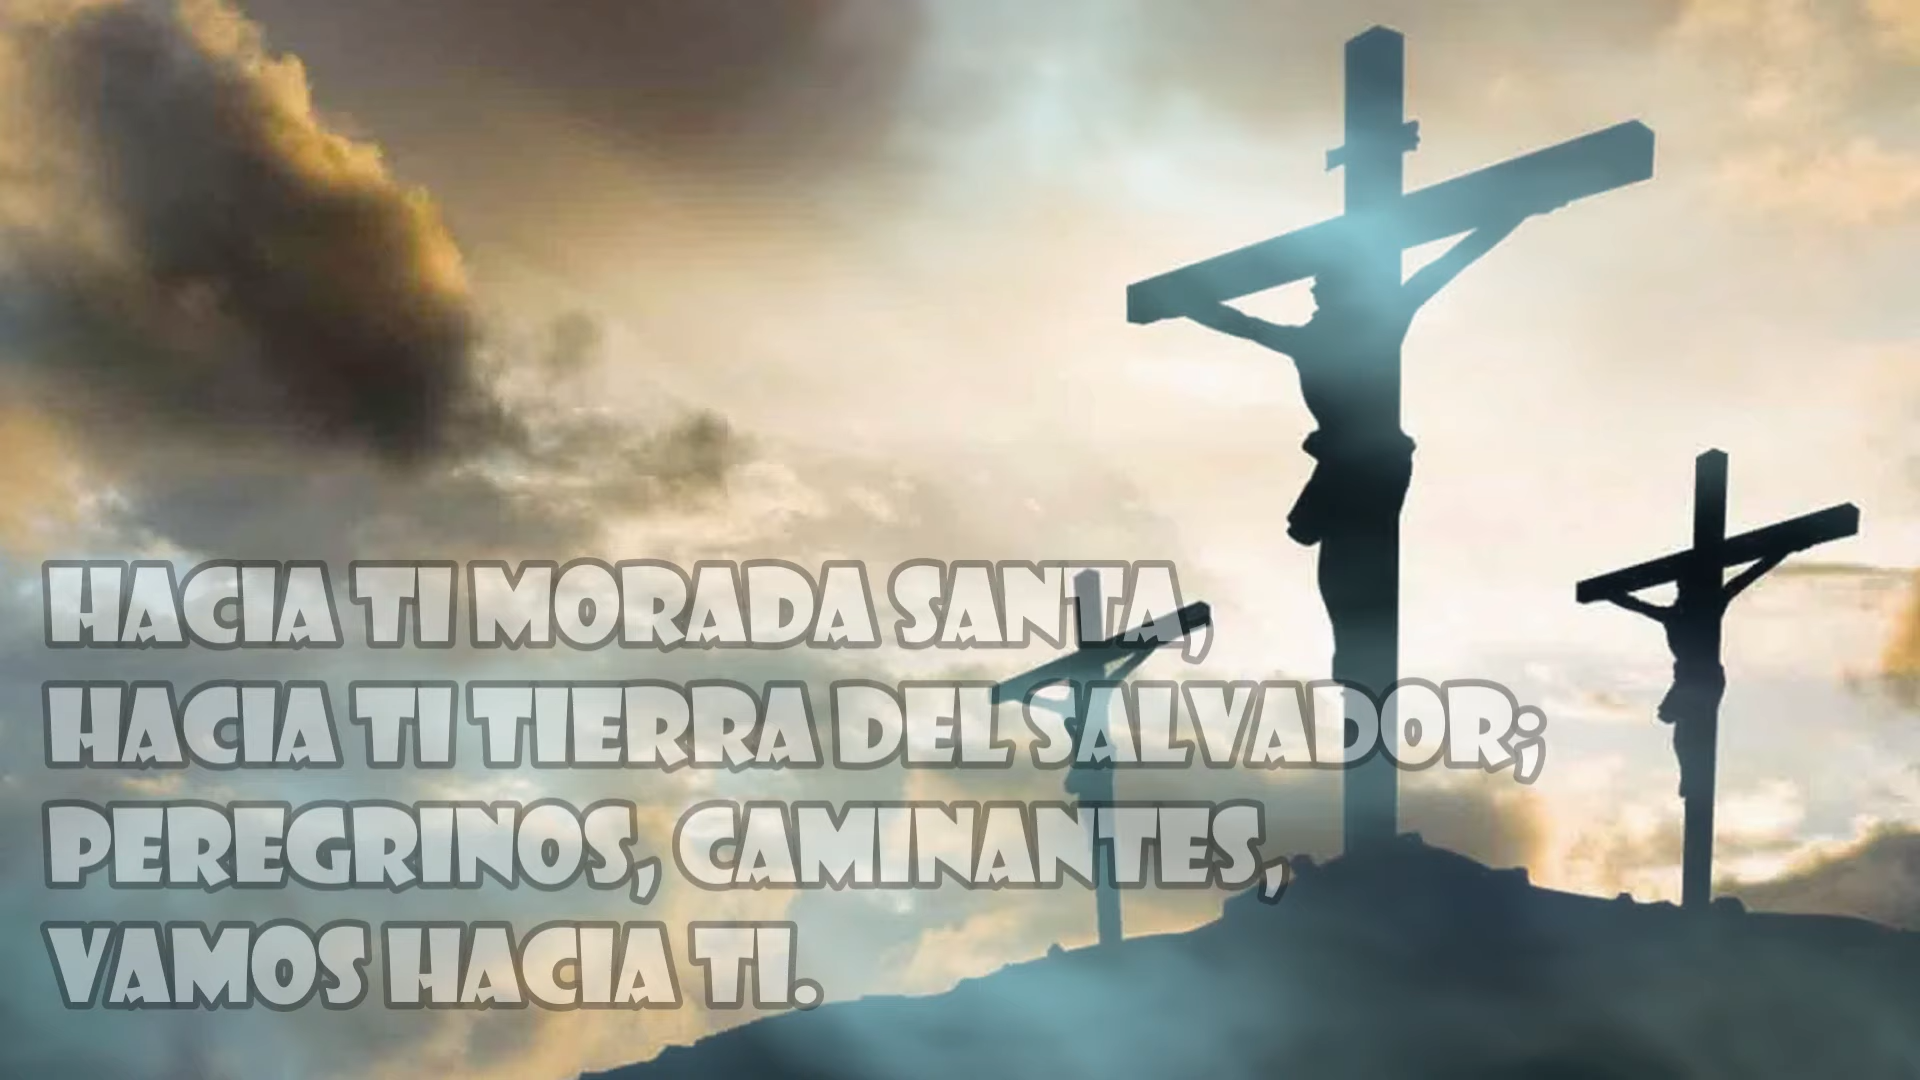 HACIA TI MORADA SANTA,
HACIA TI TIERRA DEL SALVADOR;
PEREGRINOS, CAMINANTES,
VAMOS HACIA TI.